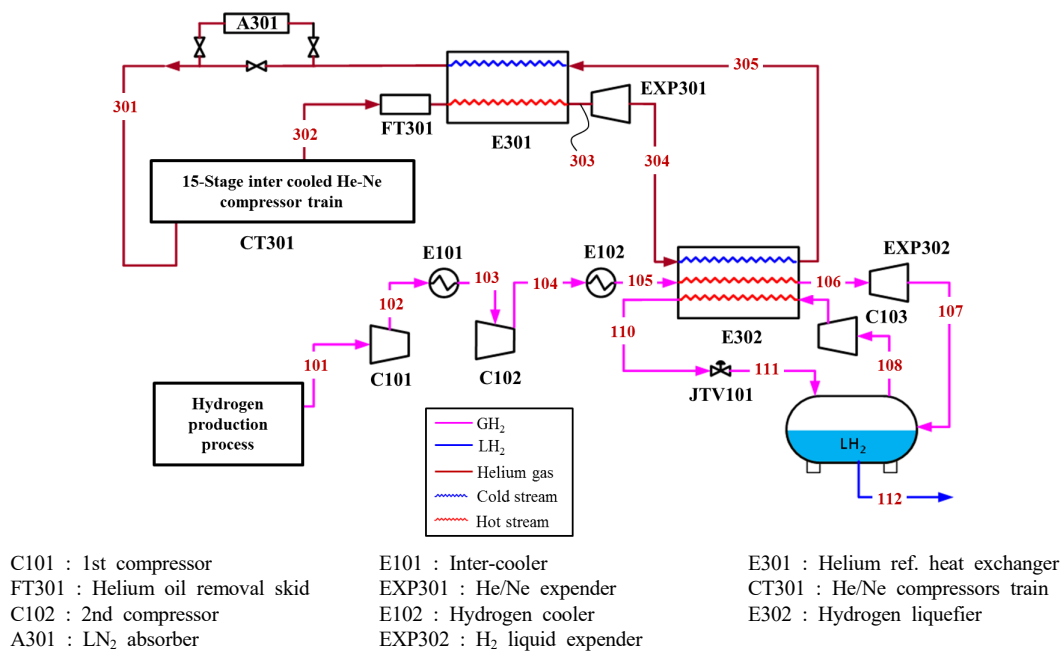 A301
301
302
FT301
E301
303
EXP301
305
304
15-Stage inter cooled He-Ne
compressor train
CT301
E101
E102
EXP302
102
103
104
105
106
107
C103
110
E302
101
C101
C102
111
108
JTV101
Hydrogen
production
process
GH₂
LH₂
Helium gas
Cold stream
Hot stream
LH₂
112
C101 : 1st compressor
FT301 : Helium oil removal skid
C102 : 2nd compressor
A301 : LN₂ absorber
E101 : Inter-cooler
EXP301 : He/Ne expender
E102 : Hydrogen cooler
EXP302 : H₂ liquid expender
E301 : Helium ref. heat exchanger
CT301 : He/Ne compressors train
E302 : Hydrogen liquefier